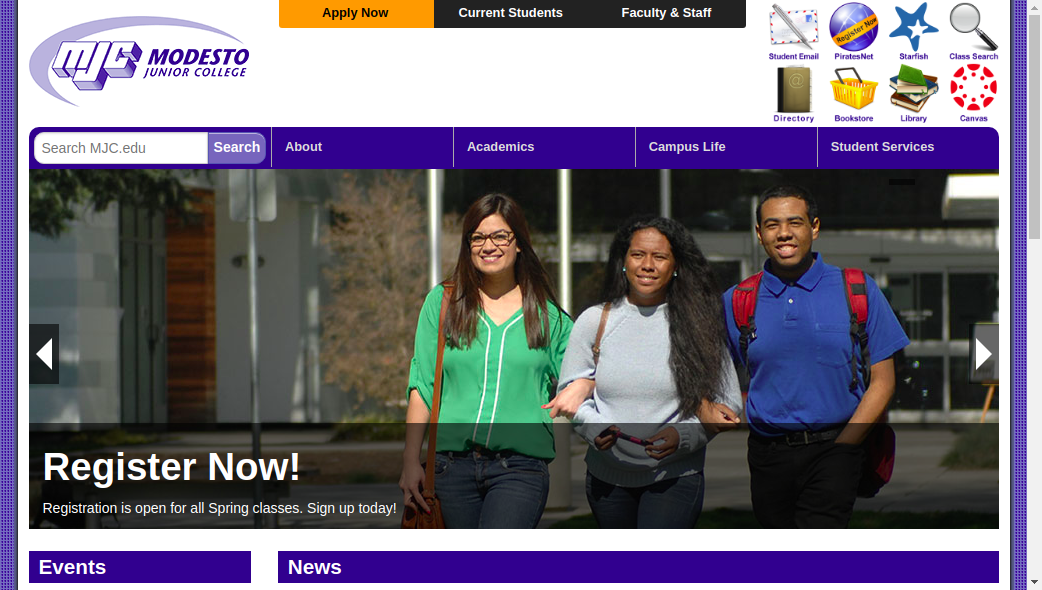 Apply Now
Current Students
Faculty & Staff
MJC MODESTO
JUNIOR COLLEGE
Student Email
Register Now
PiratesNet
Starfish
Class Search
Directory
Bookstore
Library
Canvas
Search MJC.edu
Search
About
Academics
Campus Life
Student Services
Register Now!
Registration is open for all Spring classes. Sign up today!
Events
News